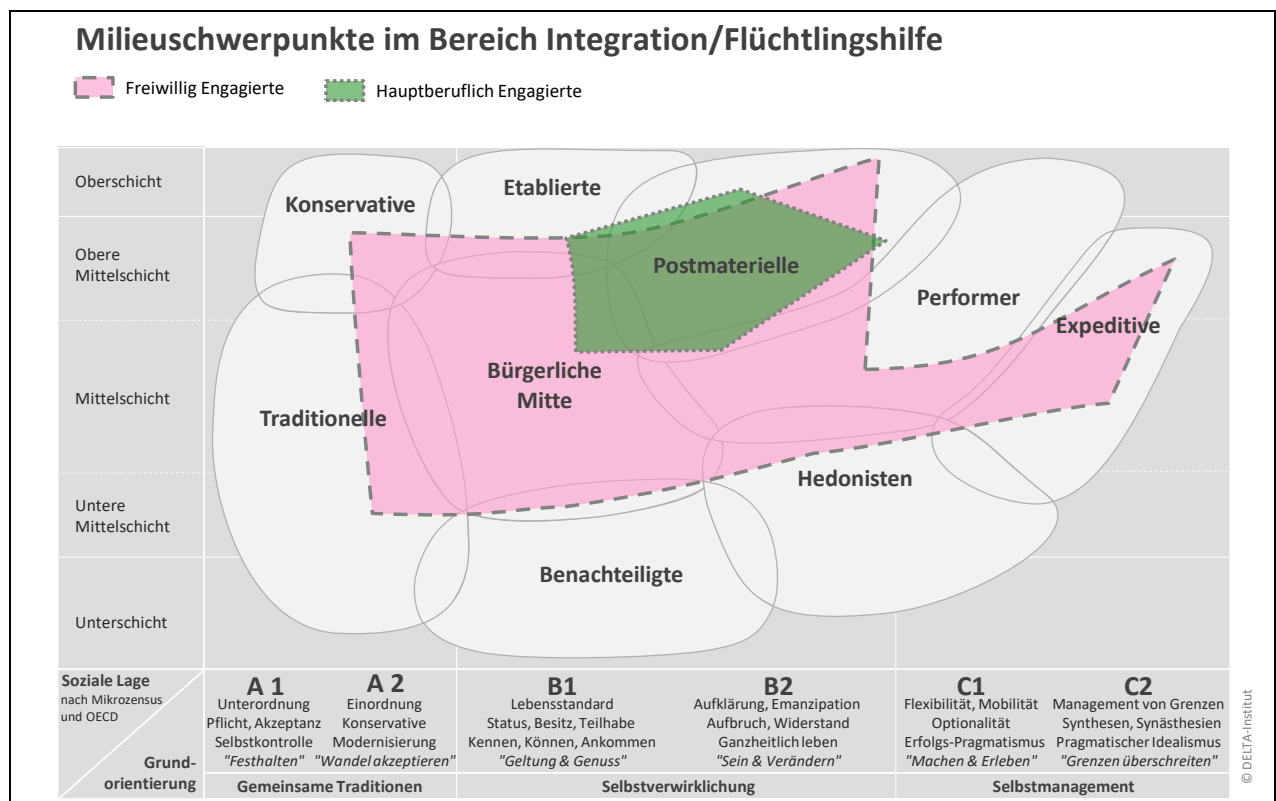 Milieuschwerpunkte im Bereich Integration/Flüchtlingshilfe
Freiwillig Engagierte
Hauptberuflich Engagierte
Oberschicht
Obere
Mittelschicht
Mittelschicht
Untere
Mittelschicht
Unterschicht
Konservative
Etablierte
Postmaterielle
Performer
Expeditive
Bürgerliche
Mitte
Traditionelle
Hedonisten
Benachteiligte
Soziale Lage
nach Mikrozensus
und OECD
Grund-
orientierung
A 1
Unterordnung
Pflicht, Akzeptanz
Selbstkontrolle
"Festhalten"
A 2
Einordnung
Konservative
Modernisierung
"Wandel akzeptieren"
B1
Lebensstandard
Status, Besitz, Teilhabe
Kennen, Können, Ankommen
"Geltung & Genuss"
B2
Aufklärung, Emanzipation
Aufbruch, Widerstand
Ganzheitlich leben
"Sein & Verändern"
C1
Flexibilität, Mobilität
Optionalität
Erfolgs-Pragmatismus
"Machen & Erleben"
C2
Management von Grenzen
Synthesen, Synästhesien
Pragmatischer Idealismus
"Grenzen überschreiten"
Gemeinsame Traditionen
Selbstverwirklichung
Selbstmanagement
© DELTA-Institut